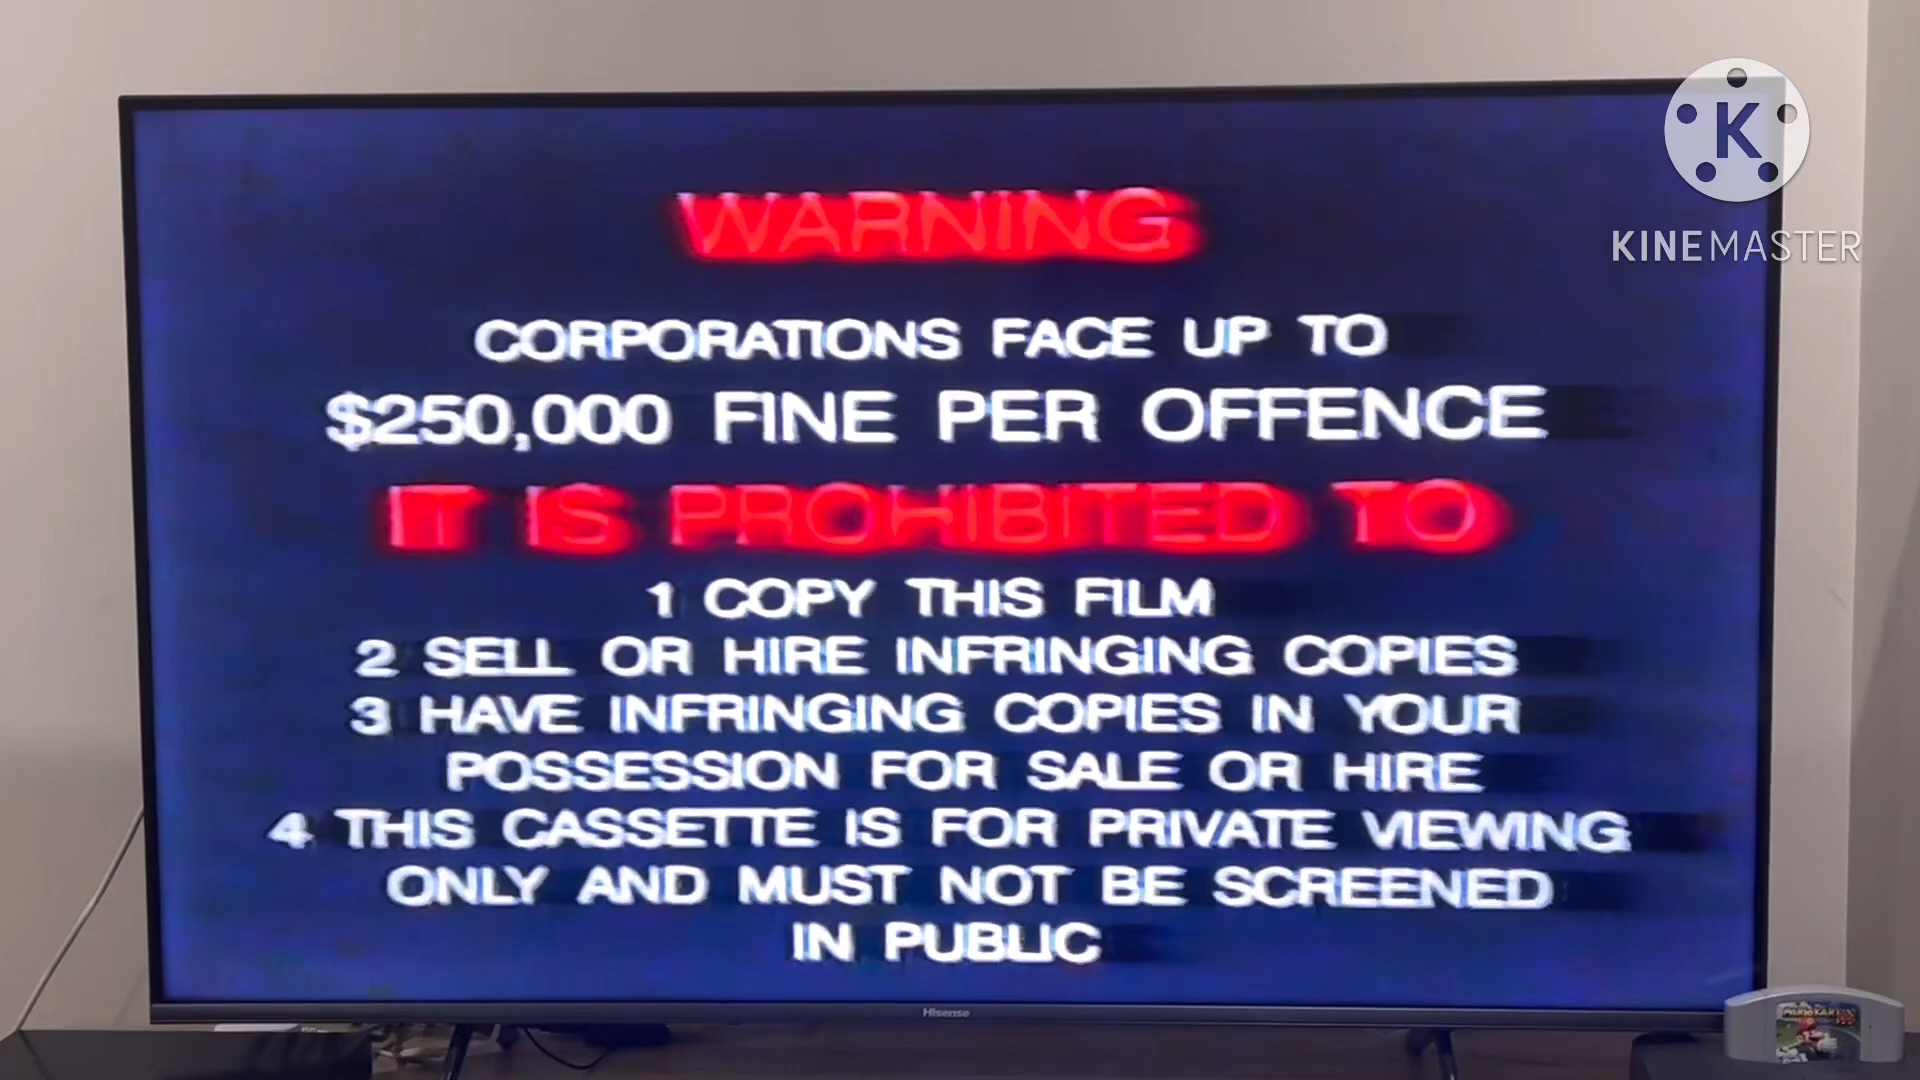 K
KINEMASTER
WARNING
CORPORATIONS FACE UP TO
$250,000 FINE PER OFFENCE
IT IS PROHIBITED TO
1 COPY THIS FILM
2 SELL OR HIRE INFRINGING COPIES
3 HAVE INFRINGING COPIES IN YOUR
POSSESSION FOR SALE OR HIRE
4 THIS CASSETTE IS FOR PRIVATE VIEWING
ONLY AND MUST NOT BE SCREENED
IN PUBLIC
Hisense
MARIOKART